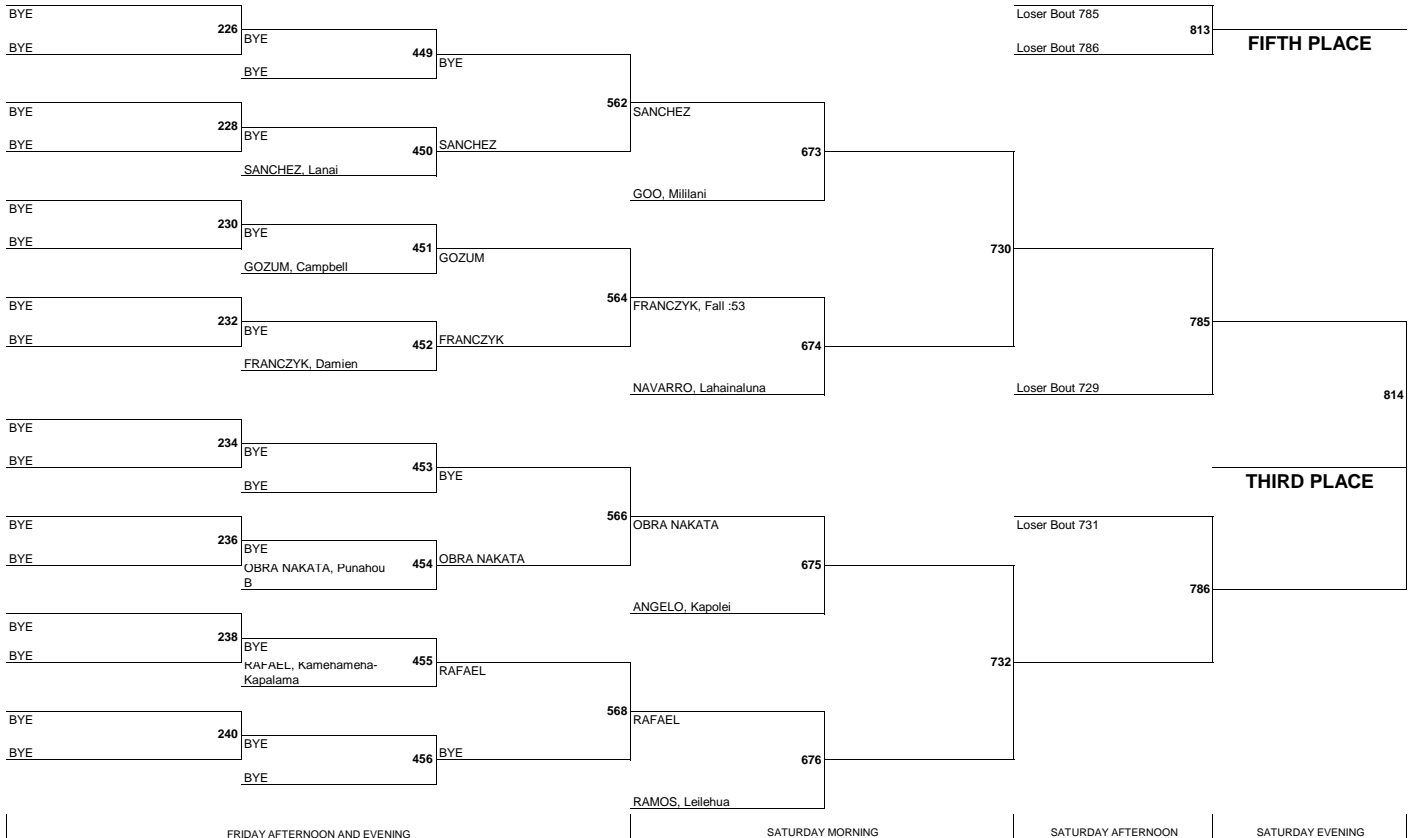 BYE
226
BYE
BYE
449
BYE
BYE
562
SANCHEZ
BYE
228
BYE
BYE
450
SANCHEZ
SANCHEZ, Lanai
673
GOO, Mililani
BYE
230
BYE
BYE
451
GOZUM
GOZUM, Campbell
564
FRANCZYK, Fall :53
730
BYE
232
BYE
BYE
452
FRANCZYK
FRANCZYK, Damien
674
NAVARRO, Lahainaluna
785
Loser Bout 729
814
BYE
234
BYE
BYE
453
BYE
BYE
566
OBRA NAKATA
BYE
236
BYE
BYE
454
OBRA NAKATA
OBRA NAKATA, Punahou
B
675
ANGELO, Kapolei
THIRD PLACE
Loser Bout 731
786
BYE
238
BYE
BYE
455
RAFAEL
RAFAEL, Kamehameha-
Kapalama
568
RAFAEL
732
BYE
240
BYE
BYE
456
BYE
BYE
676
RAMOS, Leilehua
Loser Bout 785
813
Loser Bout 786
FIFTH PLACE
FRIDAY AFTERNOON AND EVENING
SATURDAY MORNING
SATURDAY AFTERNOON
SATURDAY EVENING